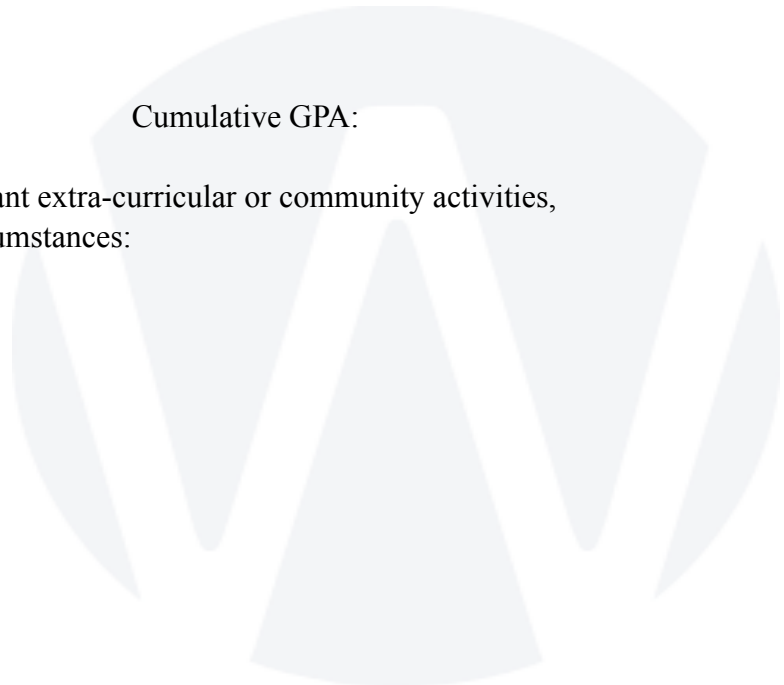 Cumulative GPA:
ant extra-curricular or community activities,
umstances: